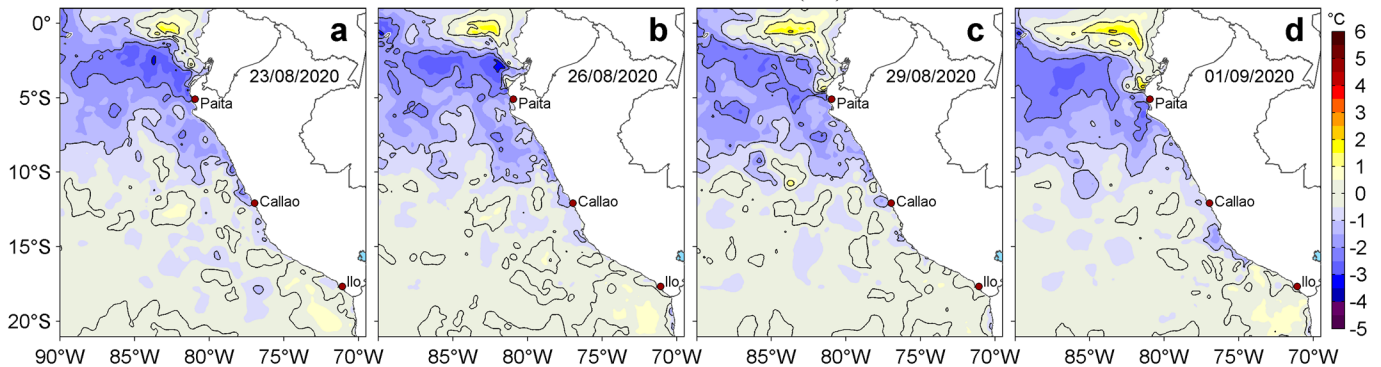 a
b
c
d
°C
0°
5°S
10°S
15°S
20°S
23/08/2020
26/08/2020
29/08/2020
01/09/2020
Paita
Paita
Paita
Paita
Callao
Callao
Callao
Callao
Ilo
Ilo
Ilo
Ilo
90°W
85°W
80°W
75°W
70°W
85°W
80°W
75°W
70°W
85°W
80°W
75°W
70°W
85°W
80°W
75°W
70°W
6
5
4
3
2
1
0
-1
-2
-3
-4
-5